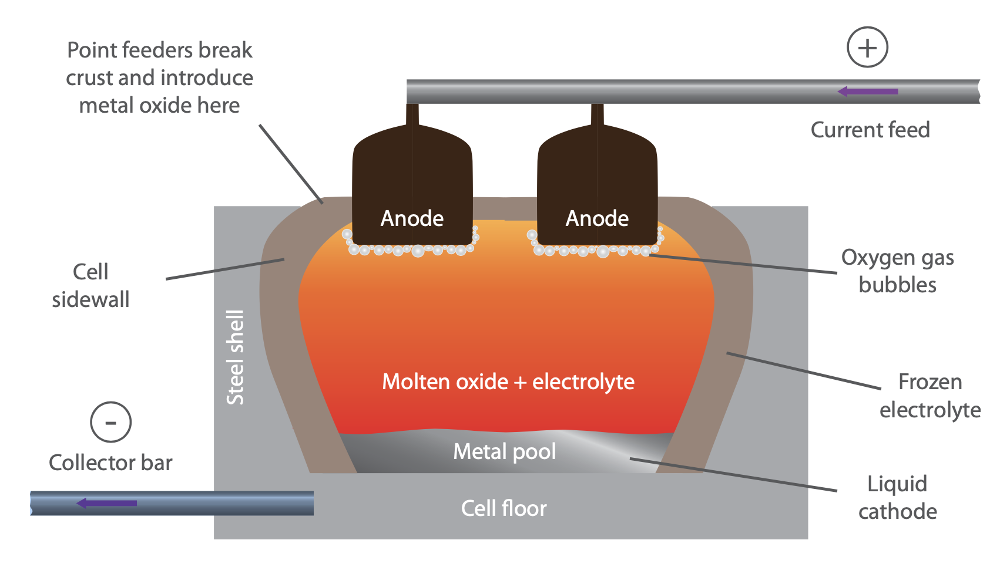 Point feeders break
crust and introduce
metal oxide here
+
Current feed
Anode
Anode
Cell
sidewall
Oxygen gas
bubbles
Steel shell
Molten oxide + electrolyte
Frozen
electrolyte
-
Collector bar
Metal pool
Liquid
cathode
Cell floor